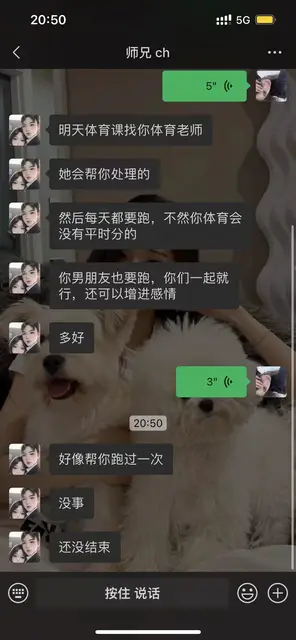 20:50
5G
师兄 ch
5"
明天体育课找你体育老师
她会帮你处理的
然后每天都要跑，不然你体育会
没有平时分的
你男朋友也要跑，你们一起就
行，还可以增进感情
多好
3"
20:50
好像帮你跑过一次
没事
还没结束
按住 说话